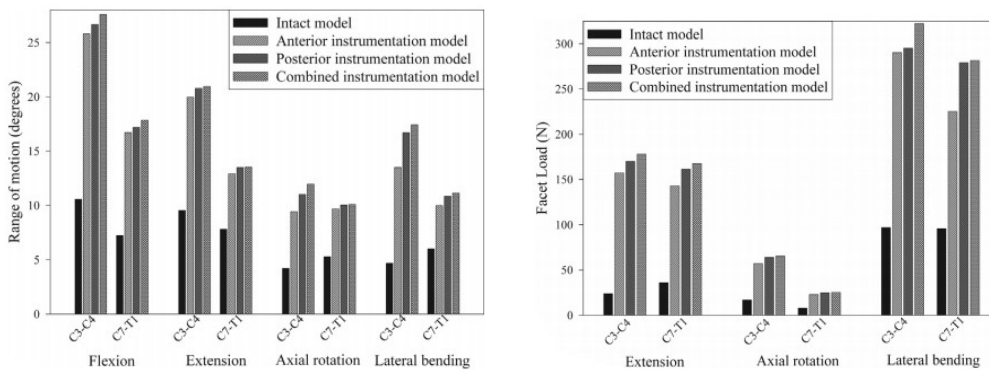 Range of motion (degrees)
25
20
15
10
5
0
Intact model
Anterior instrumentation model
Posterior instrumentation model
Combined instrumentation model
C3-C4
C7-T1
C3-C4
C7-T1
C3-C4
C7-T1
C3-C4
C7-T1
Flexion
Extension
Axial rotation
Lateral bending
Facet Load (N)
300
250
200
150
100
50
0
Intact model
Anterior instrumentation model
Posterior instrumentation model
Combined instrumentation model
C3-C4
C7-T1
C3-C4
C7-T1
C3-C4
C7-T1
Extension
Axial rotation
Lateral bending